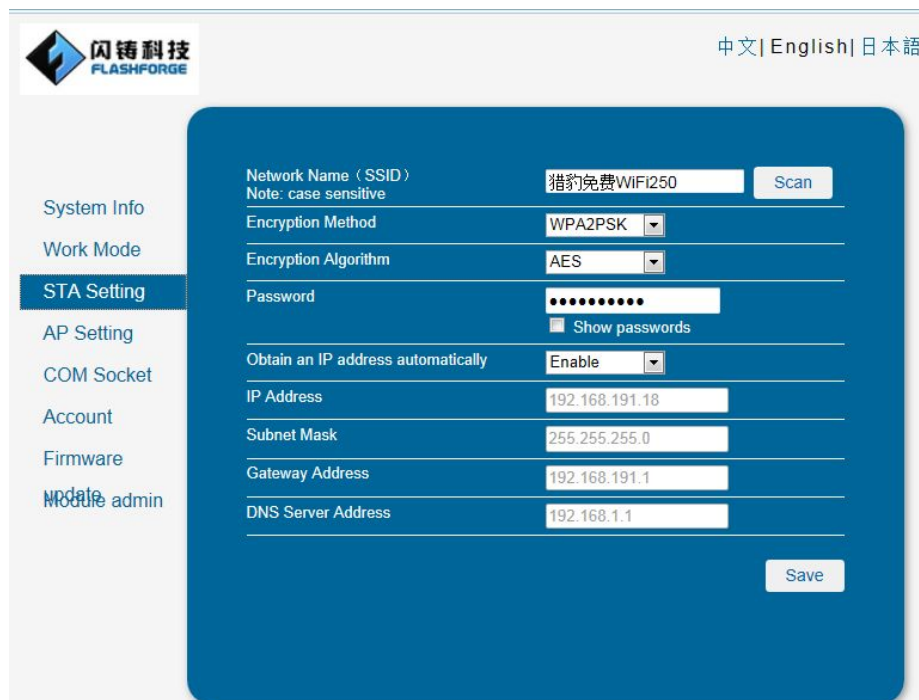 闪铸科技
FLASHFORGE
中文| English| 日本語
System Info
Work Mode
STA Setting
AP Setting
COM Socket
Account
Firmware
update
Module admin
Network Name（SSID）
Note: case sensitive
猎豹免费WiFi250
Scan
Encryption Method
WPA2PSK
Encryption Algorithm
AES
Password
••••••••••
Show passwords
Obtain an IP address automatically
Enable
IP Address
192.168.191.18
Subnet Mask
255.255.255.0
Gateway Address
192.168.191.1
DNS Server Address
192.168.1.1
Save